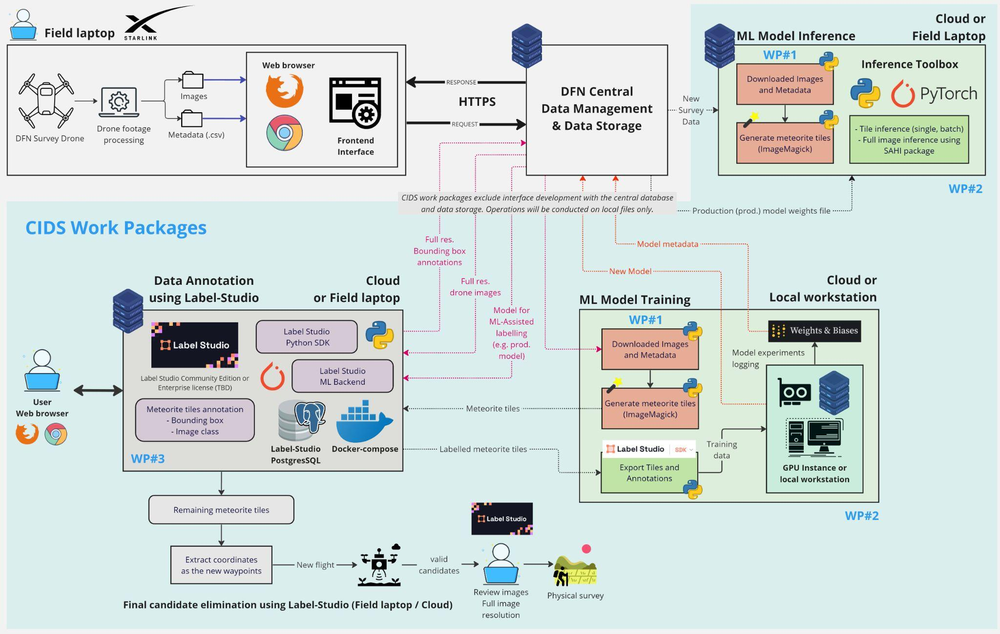 Field laptop
STARLINK
DFN Survey Drone
Drone footage
processing
Images
Metadata (.csv)
Web browser
Frontend
Interface
RESPONSE
HTTPS
REQUEST
DFN Central
Data Management
& Data Storage
New
Survey
Data
Cloud or
Field Laptop
ML Model Inference
WP#1
Downloaded Images
and Metadata
Generate meteorite tiles
(ImageMagick)
Inference Toolbox
PyTorch
- Tile inference (single, batch)
- Full image inference using
SAHI package
WP#2
CIDS work packages exclude interface development with the central database
and data storage. Operations will be conducted on local files only.
Production (prod.) model weights file
CIDS Work Packages
Full res.
Bounding box
annotations
Full res.
drone images
Model for
ML-Assisted
labelling
(e.g. prod.
model)
Model metadata
New Model
Data Annotation
using Label-Studio
Cloud
or Field laptop
Label Studio
Label Studio Community Edition or
Enterprise license (TBD)
Label Studio
Python SDK
Label Studio
ML Backend
Meteorite tiles annotation
- Bounding box
- Image class
Label-Studio
PostgresSQL
Docker-compose
WP#3
User
Web browser
Meteorite tiles
Labelled meteorite tiles
ML Model Training
Cloud or
Local workstation
WP#1
Downloaded Images
and Metadata
Generate meteorite tiles
(ImageMagick)
Label Studio SDK
Export Tiles and
Annotations
Training
data
Weights & Biases
Model experiments
logging
GPU Instance or
local workstation
WP#2
Remaining meteorite tiles
Extract coordinates
as the new waypoints
New flight
valid
candidates
Label Studio
Review images
Full image
resolution
Physical survey
Final candidate elimination using Label-Studio (Field laptop / Cloud)